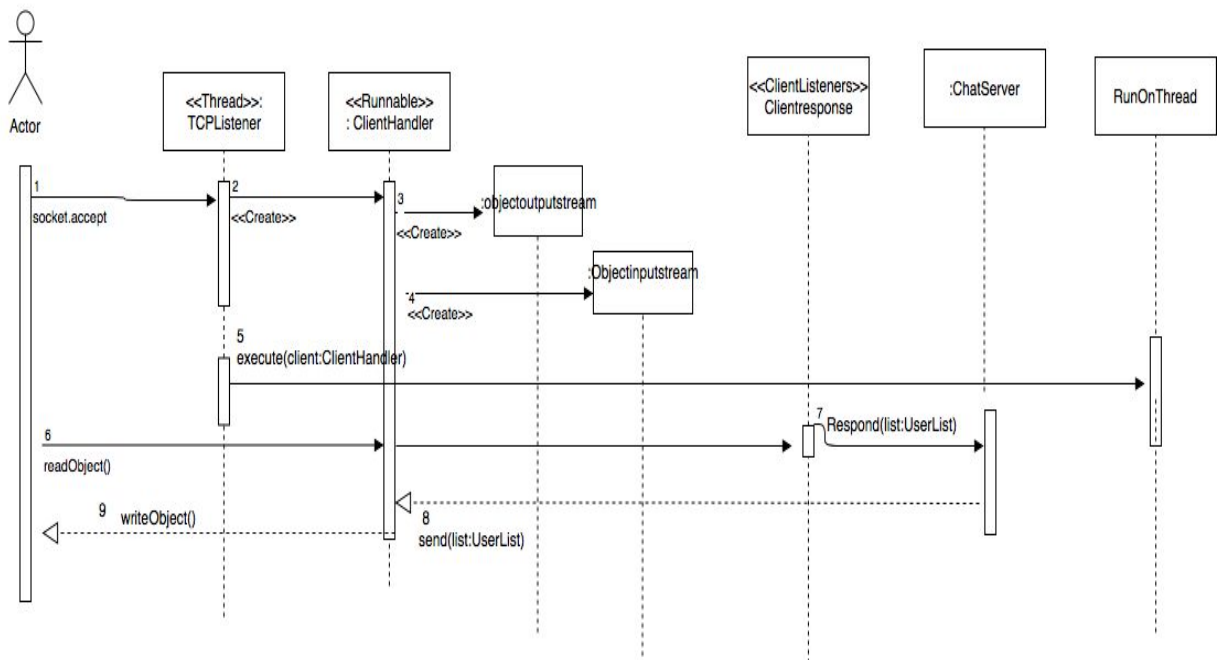 Actor
<<Thread>>:
TCPListener
<<Runnable>>
: ClientHandler
<<ClientListeners>>
Clientresponse
:ChatServer
RunOnThread
1
socket.accept
2
<<Create>>
3
<<Create>>
:objectoutputstream
4
<<Create>>
:Objectinputstream
5
execute(client:ClientHandler)
6
readObject()
7
Respond(list:UserList)
8
send(list:UserList)
9
writeObject()